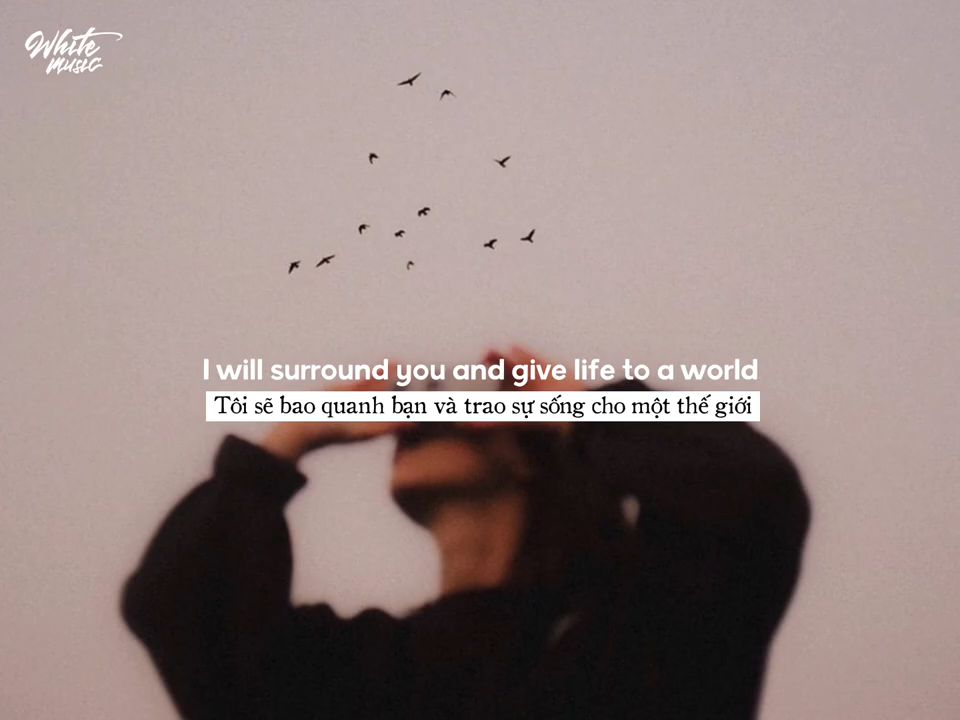 White
MUSIC
I will surround you and give life to a world
Tôi sẽ bao quanh bạn và trao sự sống cho một thế giới